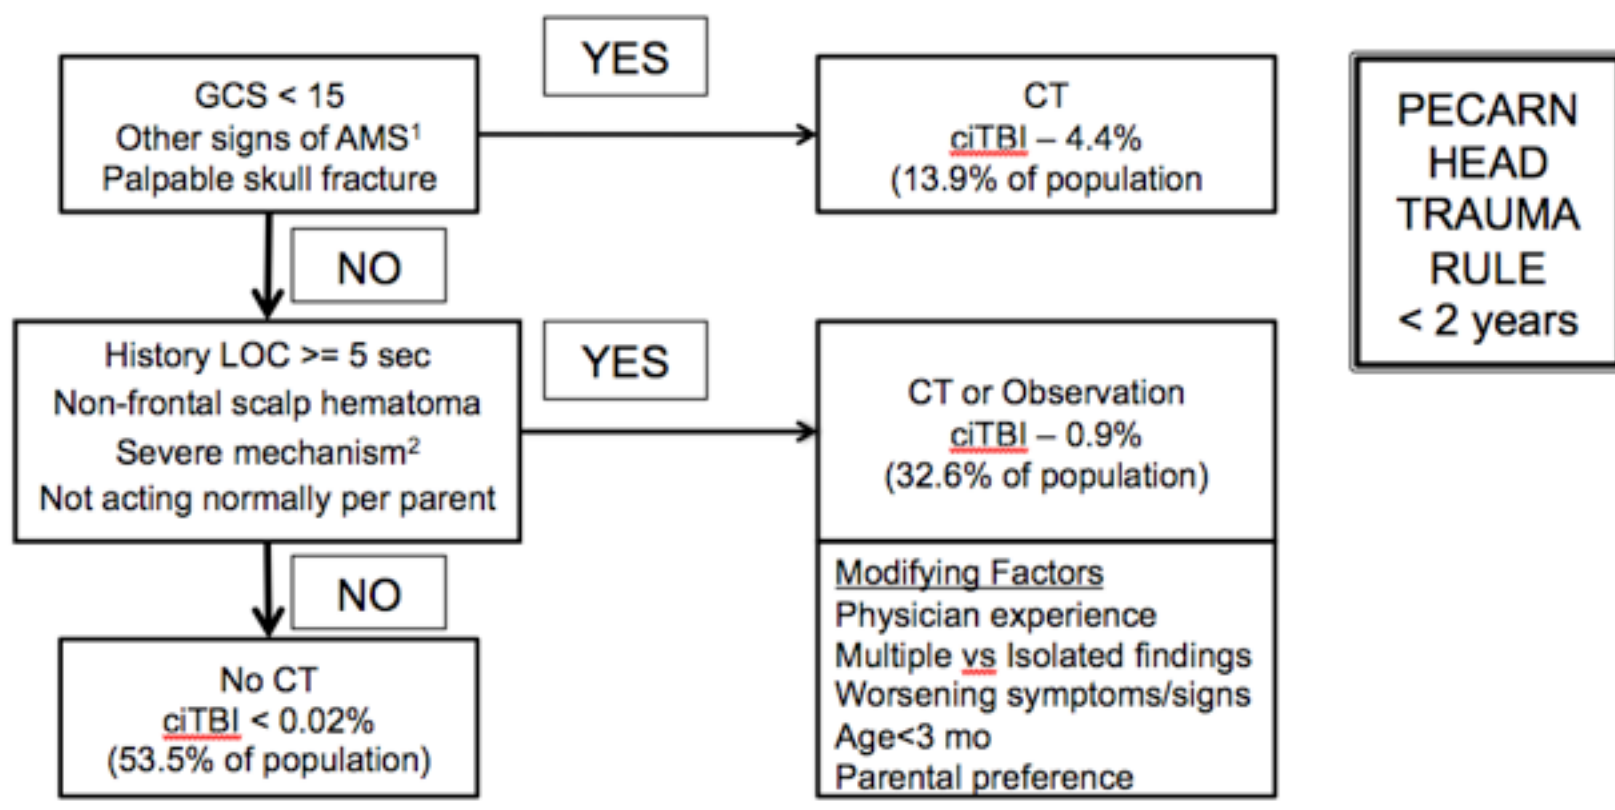 GCS < 15
Other signs of AMS¹
Palpable skull fracture
YES
CT
ciTBI – 4.4%
(13.9% of population
NO
History LOC >= 5 sec
Non-frontal scalp hematoma
Severe mechanism²
Not acting normally per parent
YES
CT or Observation
ciTBI – 0.9%
(32.6% of population)
Modifying Factors
Physician experience
Multiple vs Isolated findings
Worsening symptoms/signs
Age<3 mo
Parental preference
NO
No CT
ciTBI < 0.02%
(53.5% of population)
PECARN
HEAD
TRAUMA
RULE
< 2 years